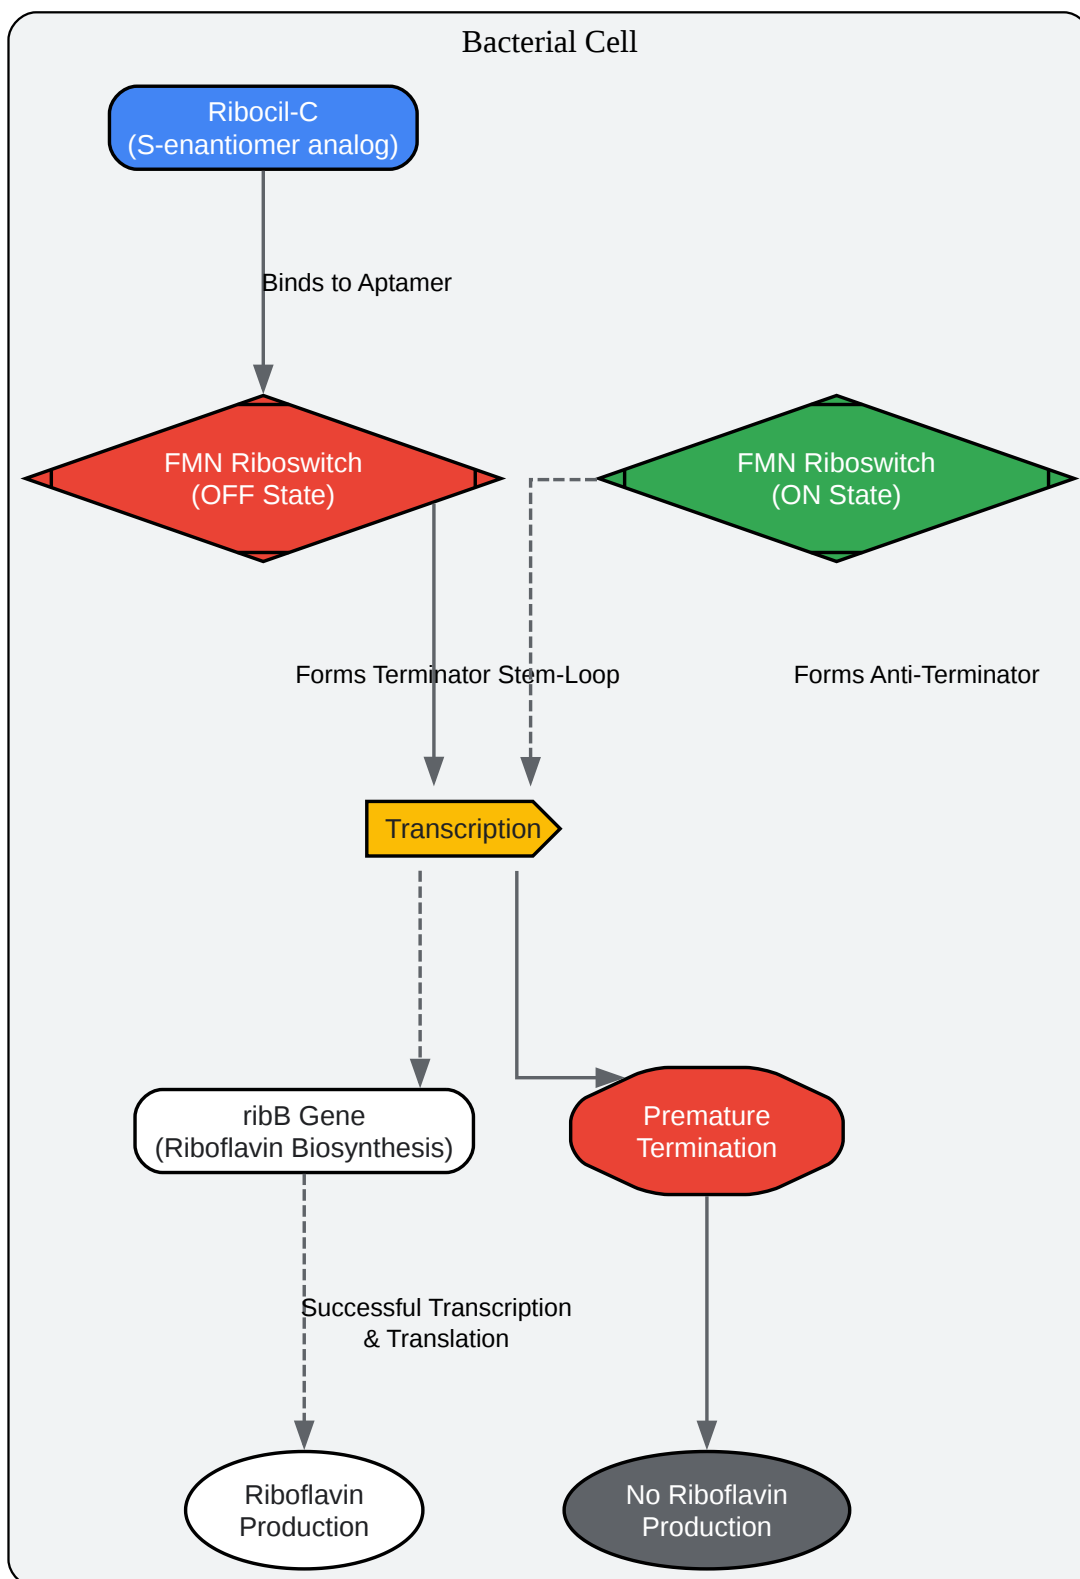 Bacterial Cell
Ribocil-C
(S-enantiomer analog)
Binds to Aptamer
FMN Riboswitch
(OFF State)
FMN Riboswitch
(ON State)
Forms Terminator Stem-Loop
Forms Anti-Terminator
Transcription
ribB Gene
(Riboflavin Biosynthesis)
Premature
Termination
Successful Transcription
& Translation
Riboflavin
Production
No Riboflavin
Production